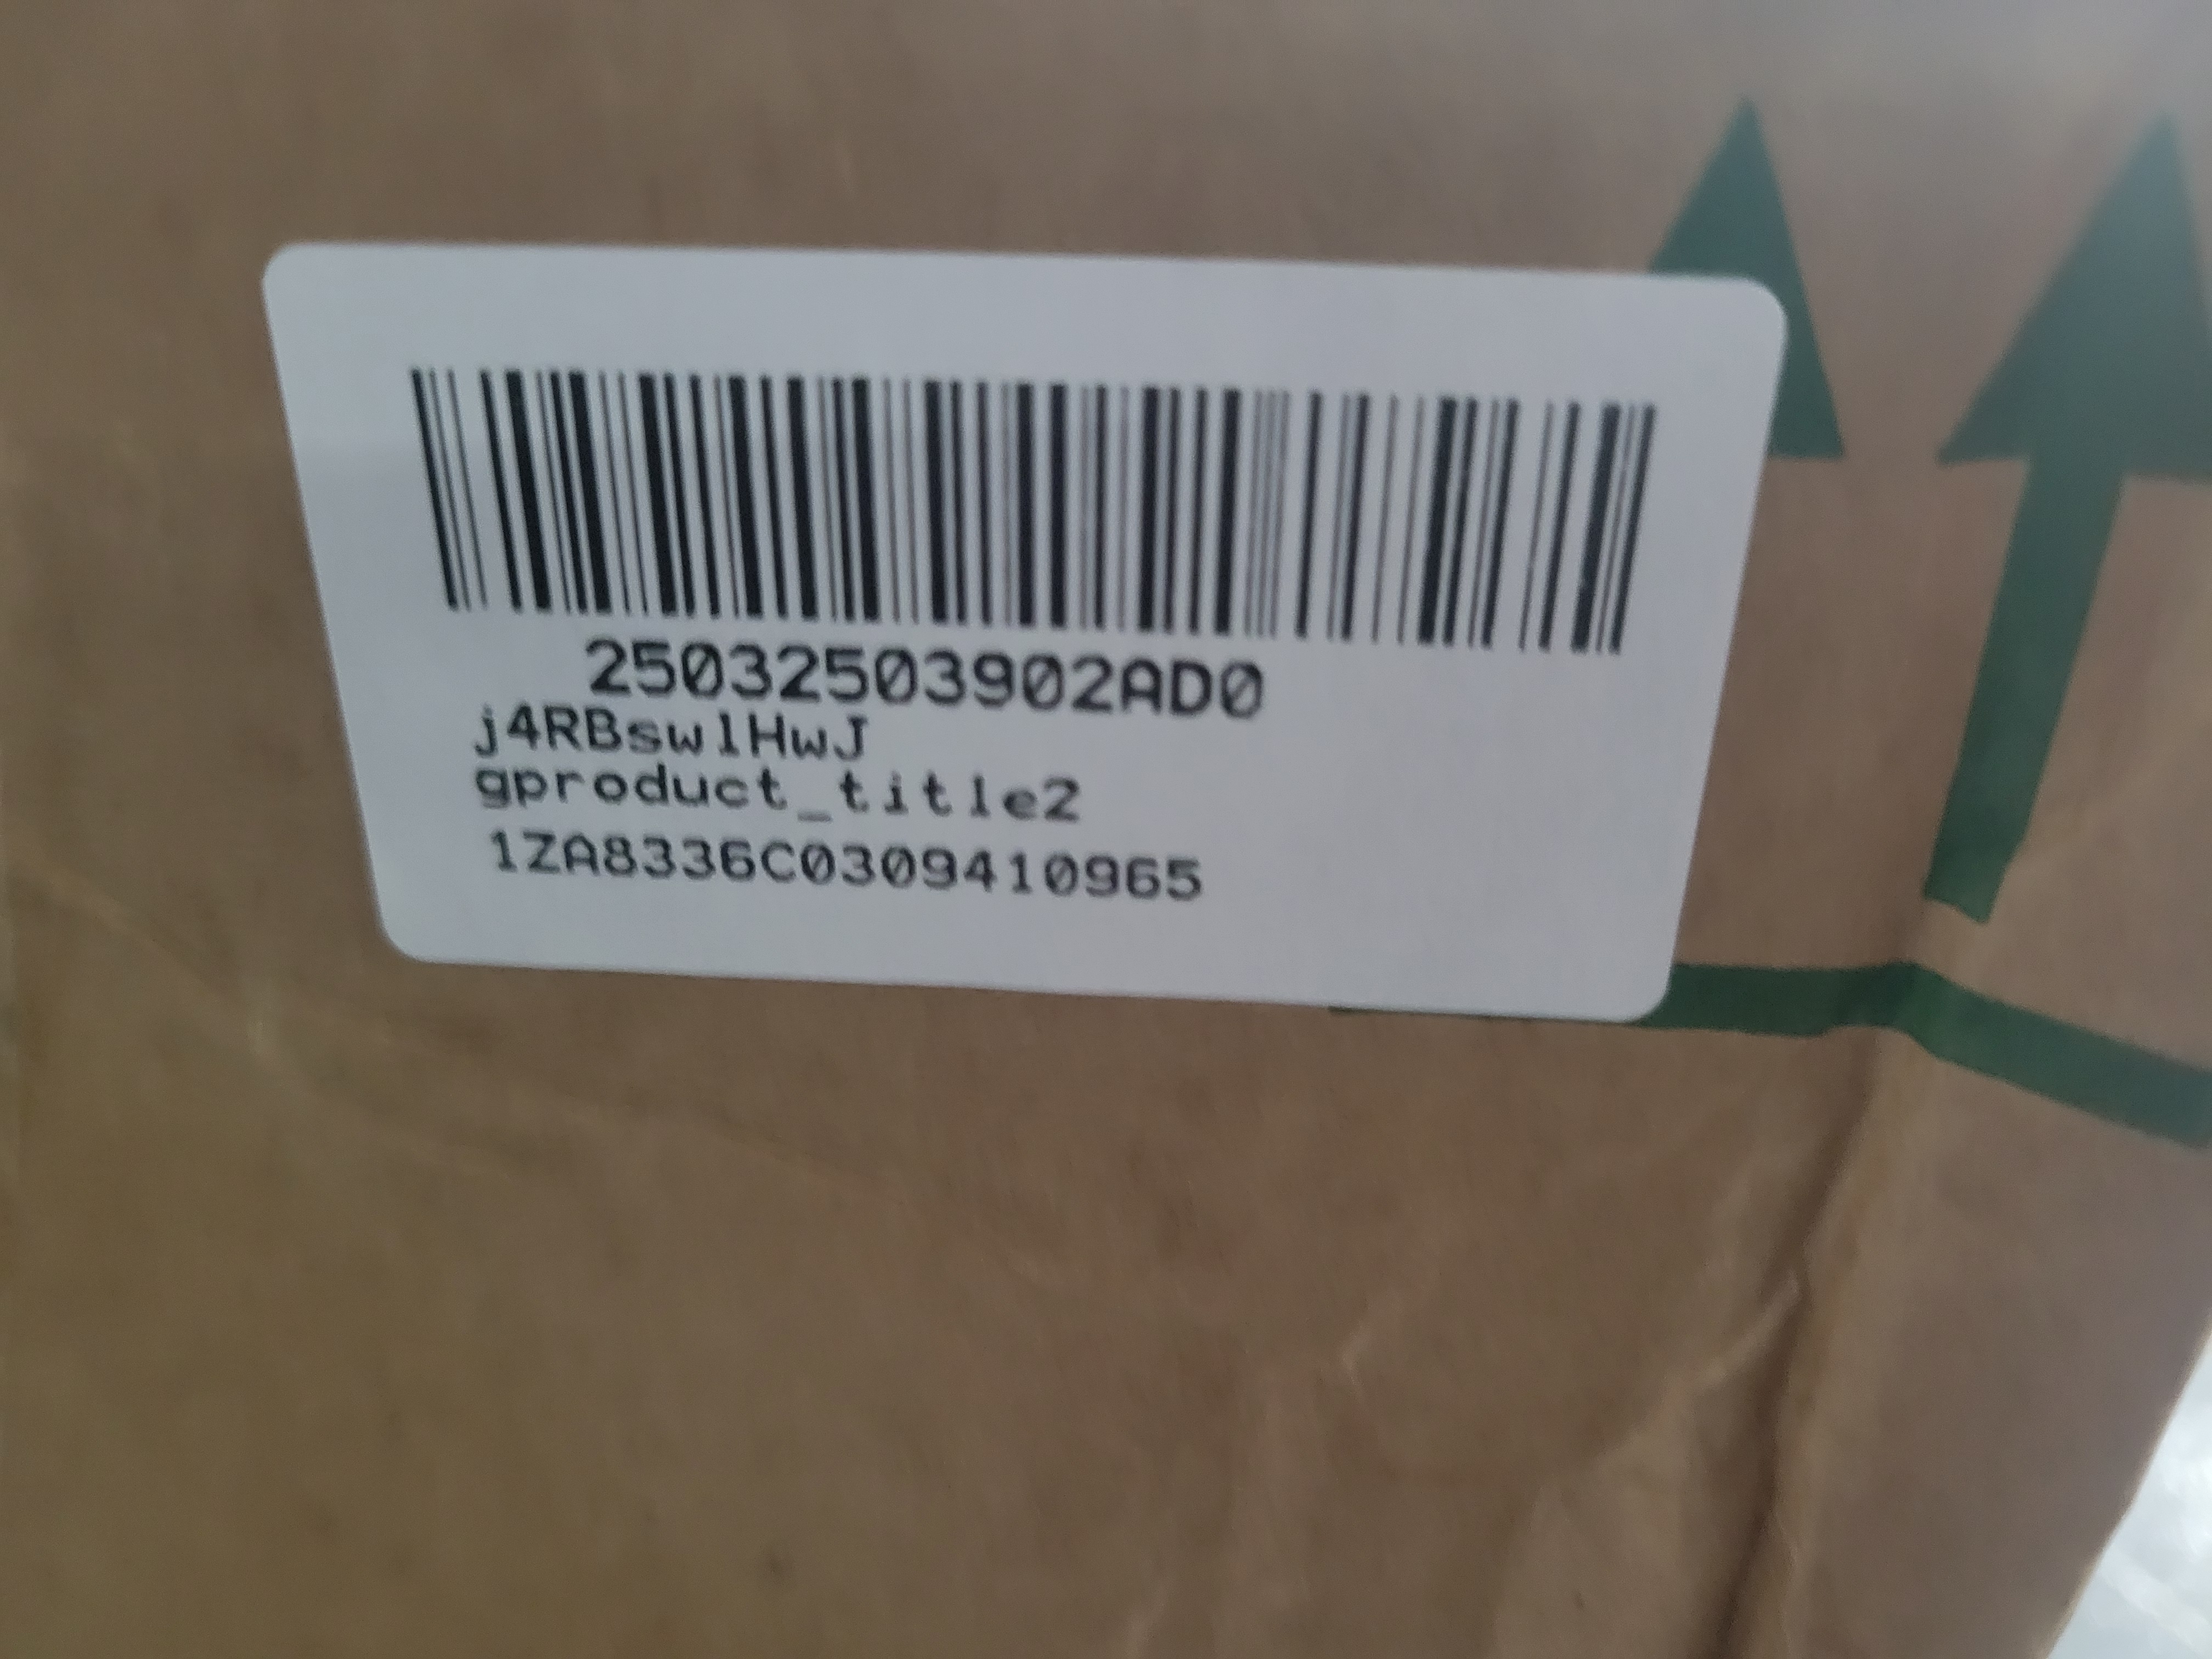 25032503902AD0
j4RBswlHwJ
gproduct_title2
1ZA8336C0309410965